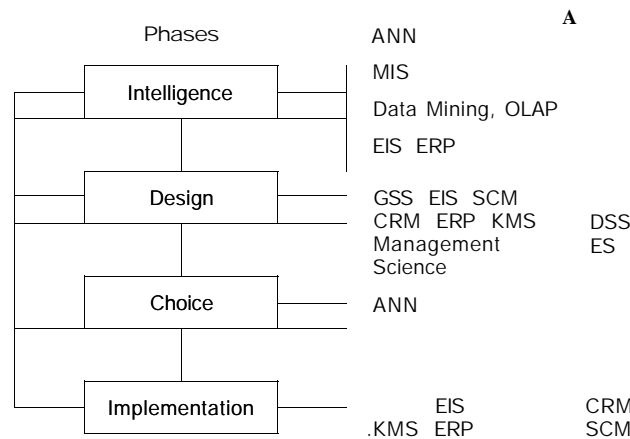 A
Phases
ANN
MIS
Intelligence
Data Mining, OLAP
EIS ERP
Design
GSS EIS SCM
CRM ERP KMS DSS
Management ES
Science
Choice
ANN
Implementation
EIS CRM
.KMS ERP SCM